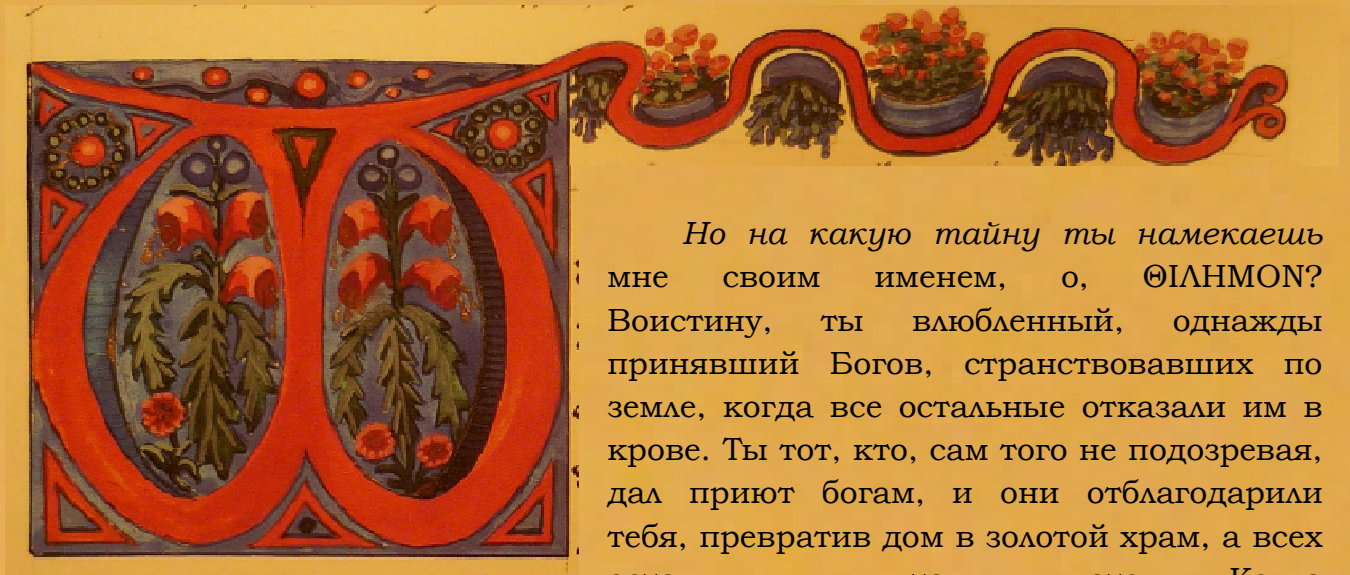 Но на какую тайну ты намекаешь
мне своим именем, о, ΘΙΛΗΜΟΝ?
Воистину, ты влюбленный, однажды
принявший Богов, странствовавших по
земле, когда все остальные отказали им в
крове. Ты тот, кто, сам того не подозревая,
дал приют богам, и они отблагодарили
тебя, превратив дом в золотой храм, а всех